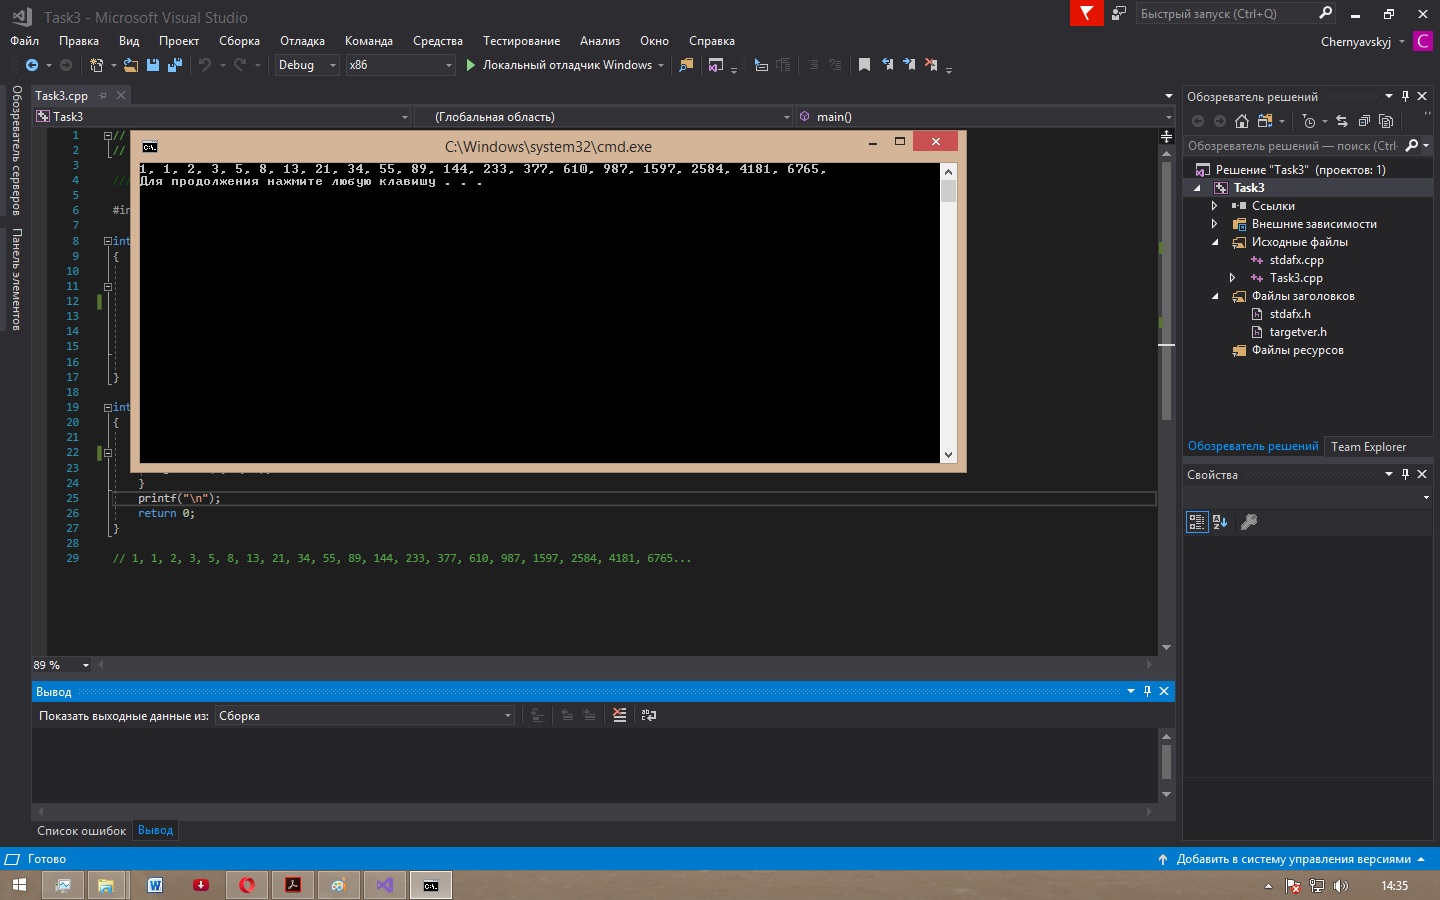 Task3 - Microsoft Visual Studio
Быстрый запуск (Ctrl+Q)
Файл Правка Вид Проект Сборка Отладка Команда Средства Тестирование Анализ Окно Справка
Chernyavskyj C
Debug x86 Локальный отладчик Windows
Обозреватель серверов
Панель элементов
Task3.cpp
Task3 (Глобальная область) main()
C:\Windows\system32\cmd.exe
1, 1, 2, 3, 5, 8, 13, 21, 34, 55, 89, 144, 233, 377, 610, 987, 1597, 2584, 4181, 6765,
Для продолжения нажмите любую клавишу . . .
1 //
2 //
3
4
5
6 #in
7
8 int
9 {
10
11
12
13
14
15
16
17 }
18
19 int
20 {
21
22
23
24 }
25 printf("\n");
26 return 0;
27 }
28
29 // 1, 1, 2, 3, 5, 8, 13, 21, 34, 55, 89, 144, 233, 377, 610, 987, 1597, 2584, 4181, 6765...
89 %
Вывод
Показать выходные данные из: Сборка
Список ошибок Вывод
Обозреватель решений
Обозреватель решений — поиск (Ctrl-
Решение "Task3" (проектов: 1)
Task3
Ссылки
Внешние зависимости
Исходные файлы
stdafx.cpp
Task3.cpp
Файлы заголовков
stdafx.h
targetver.h
Файлы ресурсов
Обозреватель решений Team Explorer
Свойства
Готово
Добавить в систему управления версиями
14:35